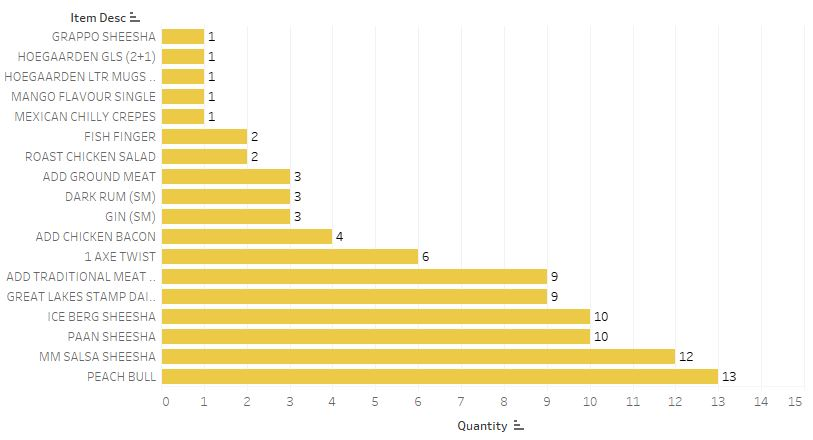 Item Desc
GRAPPO SHEESHA 1
HOEGAARDEN GLS (2+1) 1
HOEGAARDEN LTR MUGS .. 1
MANGO FLAVOUR SINGLE 1
MEXICAN CHILLY CREPES 1
FISH FINGER 2
ROAST CHICKEN SALAD 2
ADD GROUND MEAT 3
DARK RUM (SM) 3
GIN (SM) 3
ADD CHICKEN BACON 4
1 AXE TWIST 6
ADD TRADITIONAL MEAT .. 9
GREAT LAKES STAMP DAI.. 9
ICE BERG SHEESHA 10
PAAN SHEESHA 10
MM SALSA SHEESHA 12
PEACH BULL 13
0 1 2 3 4 5 6 7 8 9 10 11 12 13 14 15
Quantity